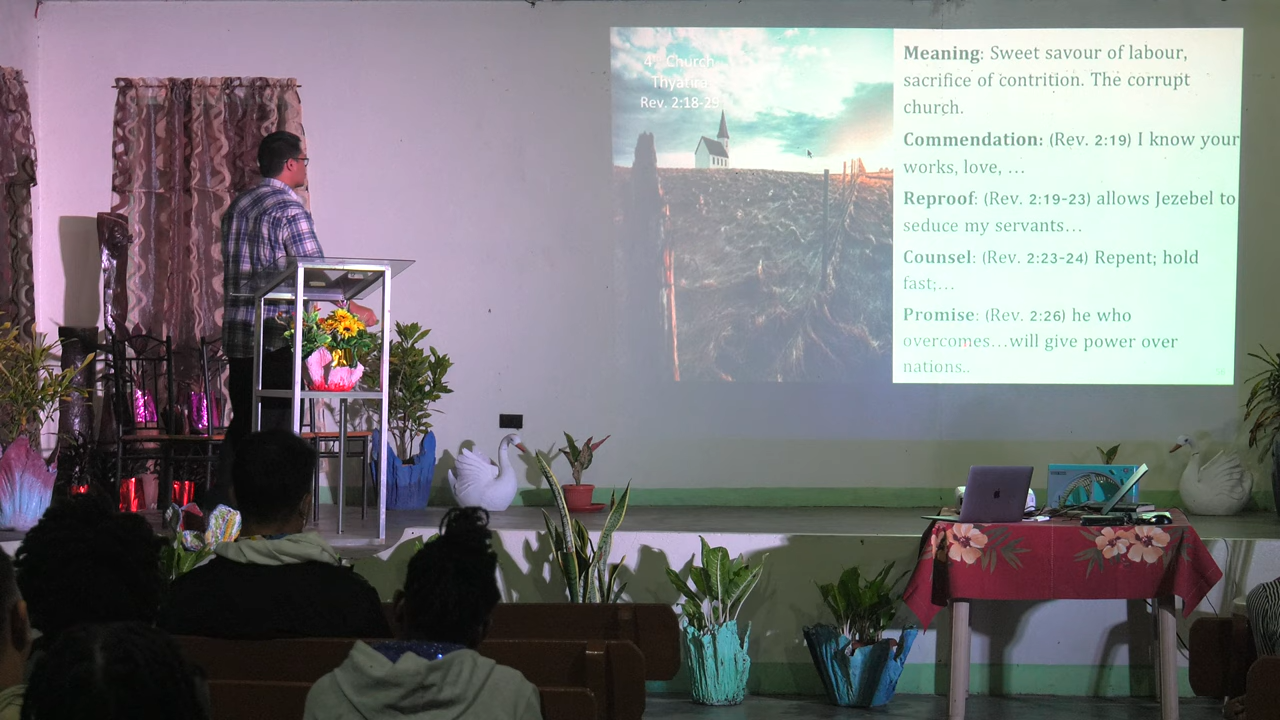 4. Church
Thyatira
Rev. 2:18-29
Meaning: Sweet savour of labour,
sacrifice of contrition. The corrupt
church.
Commendation: (Rev. 2:19) I know your
works, love, …
Reproof: (Rev. 2:19-23) allows Jezebel to
seduce my servants…
Counsel: (Rev. 2:23-24) Repent; hold
fast;…
Promise: (Rev. 2:26) he who
overcomes…will give power over
nations..